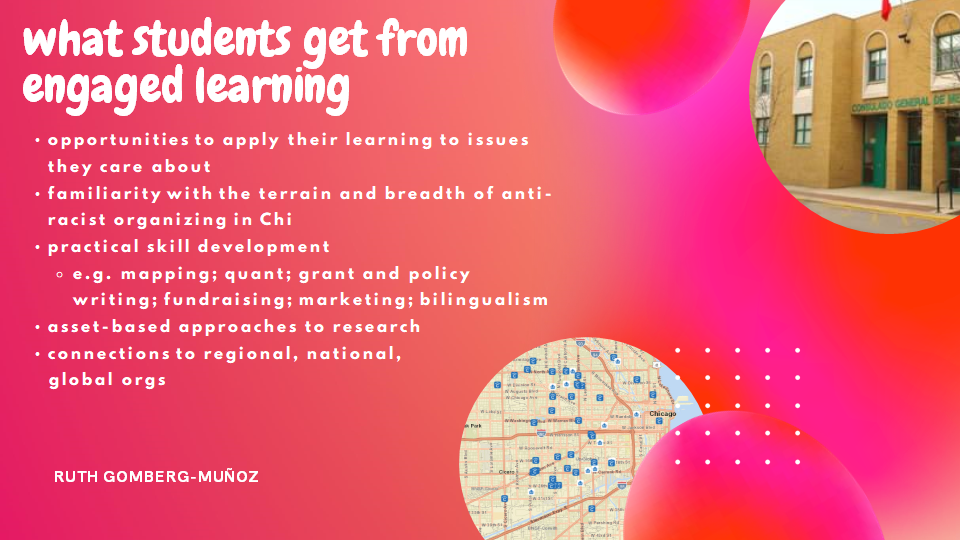 what students get from
engaged learning
• opportunities to apply their learning to issues
they care about
• familiarity with the terrain and breadth of anti-
racist organizing in Chi
• practical skill development
◦ e.g. mapping; quant; grant and policy
writing; fundraising; marketing; bilingualism
• asset-based approaches to research
• connections to regional, national,
global orgs
RUTH GOMBERG-MUÑOZ
CONSULADO GENERAL DE
Chicago
Cicero